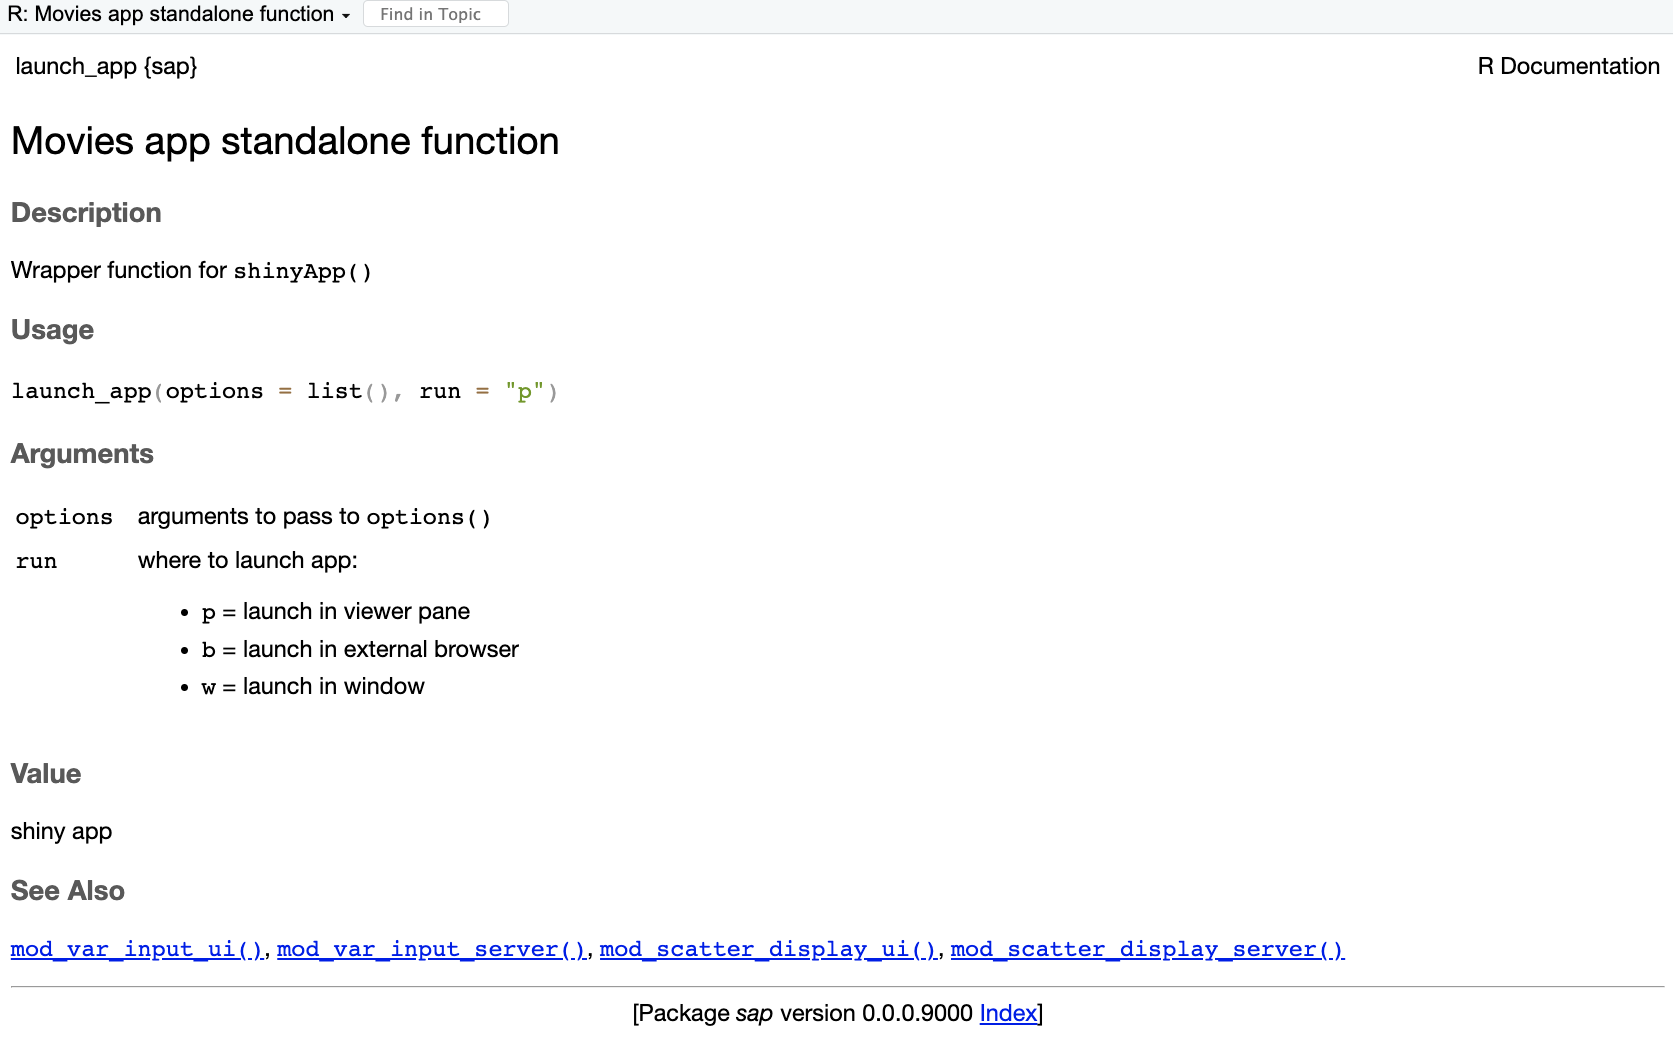 R: Movies app standalone function
Find in Topic
launch_app {sap}
R Documentation
Movies app standalone function
Description
Wrapper function for shinyApp()
Usage
launch_app(options = list(), run = "p")
Arguments
options arguments to pass to options()
run where to launch app:
• p = launch in viewer pane
• b = launch in external browser
• w = launch in window
Value
shiny app
See Also
mod_var_input_ui(), mod_var_input_server(), mod_scatter_display_ui(), mod_scatter_display_server()
[Package sap version 0.0.0.9000 Index]